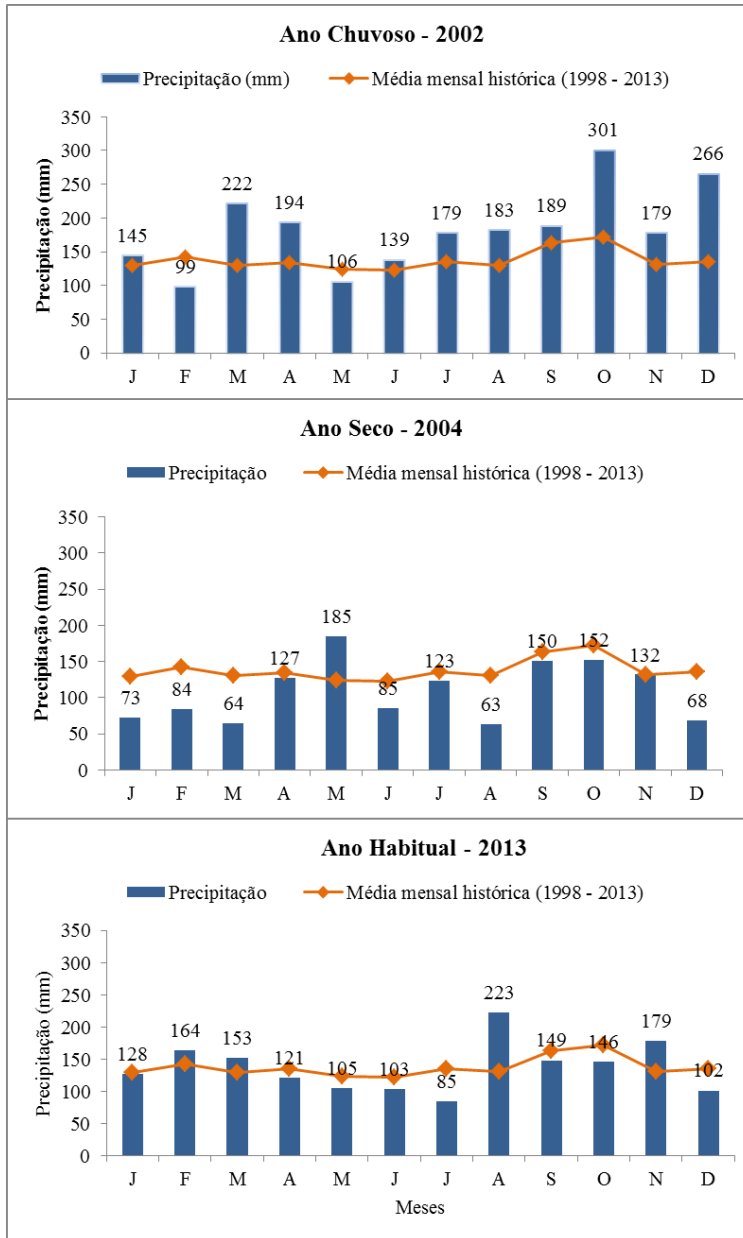 Ano Chuvoso - 2002
Precipitação (mm) Média mensal histórica (1998 - 2013)
Precipitação (mm)
350
300
250
200
150
100
50
0
145 99 222 194 106 139 179 183 189 301 179 266
J F M A M J J A S O N D
Ano Seco - 2004
Precipitação Média mensal histórica (1998 - 2013)
Precipitação (mm)
350
300
250
200
150
100
50
0
73 84 64 127 185 85 123 63 150 152 132 68
J F M A M J J A S O N D
Ano Habitual - 2013
Precipitação Média mensal histórica (1998 - 2013)
Precipitação (mm)
350
300
250
200
150
100
50
0
128 164 153 121 105 103 85 223 149 146 179 102
J F M A M J J A S O N D
Meses